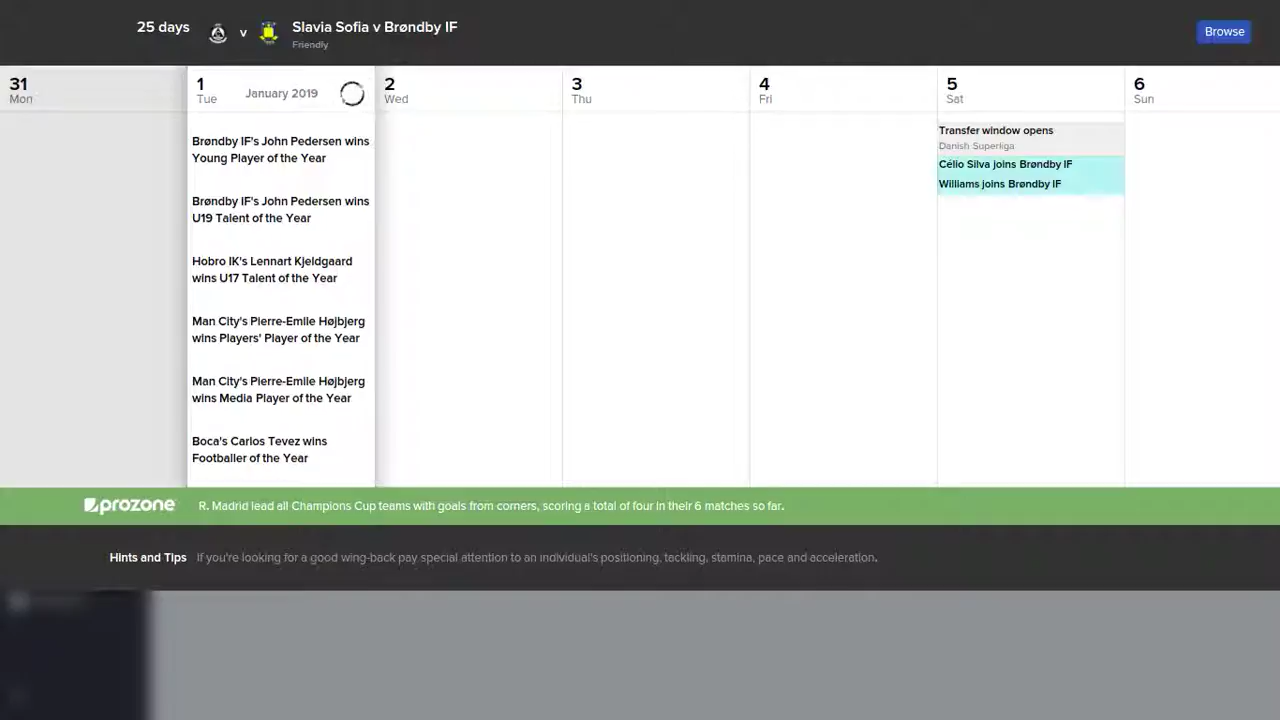 25 days
v
Slavia Sofia v Brøndby IF
Friendly
Browse
31
Mon
1
Tue
January 2019
2
Wed
3
Thu
4
Fri
5
Sat
6
Sun
Brøndby IF's John Pedersen wins
Young Player of the Year
Brøndby IF's John Pedersen wins
U19 Talent of the Year
Hobro IK's Lennart Kjeldgaard
wins U17 Talent of the Year
Man City's Pierre-Emile Højbjerg
wins Players' Player of the Year
Man City's Pierre-Emile Højbjerg
wins Media Player of the Year
Boca's Carlos Tevez wins
Footballer of the Year
Transfer window opens
Danish Superliga
Célio Silva joins Brøndby IF
Williams joins Brøndby IF
prozone
R. Madrid lead all Champions Cup teams with goals from corners, scoring a total of four in their 6 matches so far.
Hints and Tips
If you're looking for a good wing-back pay special attention to an individual's positioning, tackling, stamina, pace and acceleration.